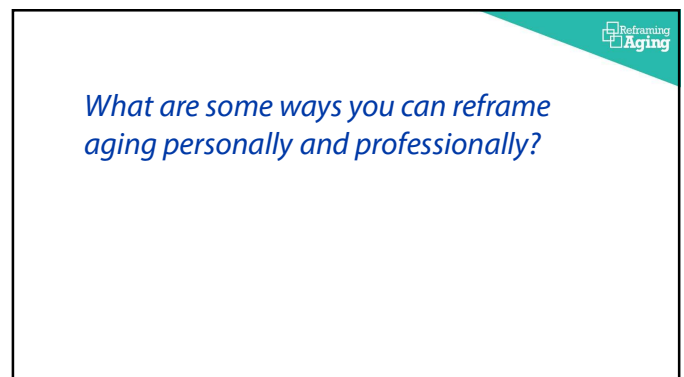 Reframing
Aging
What are some ways you can reframe
aging personally and professionally?